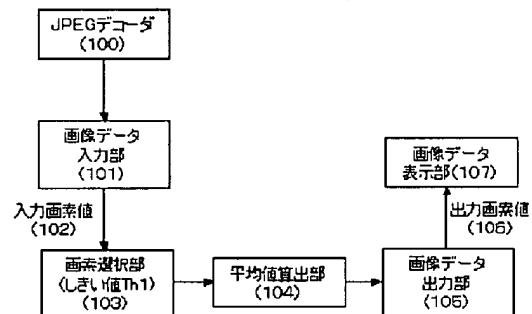 JPEGデコーダ
(100)
画像データ
入力部
(101)
入力画素値
(102)
画素選択部
(しきい値Th1)
(103)
平均値算出部
(104)
画像データ
出力部
(105)
出力画素値
(106)
画像データ
表示部(107)